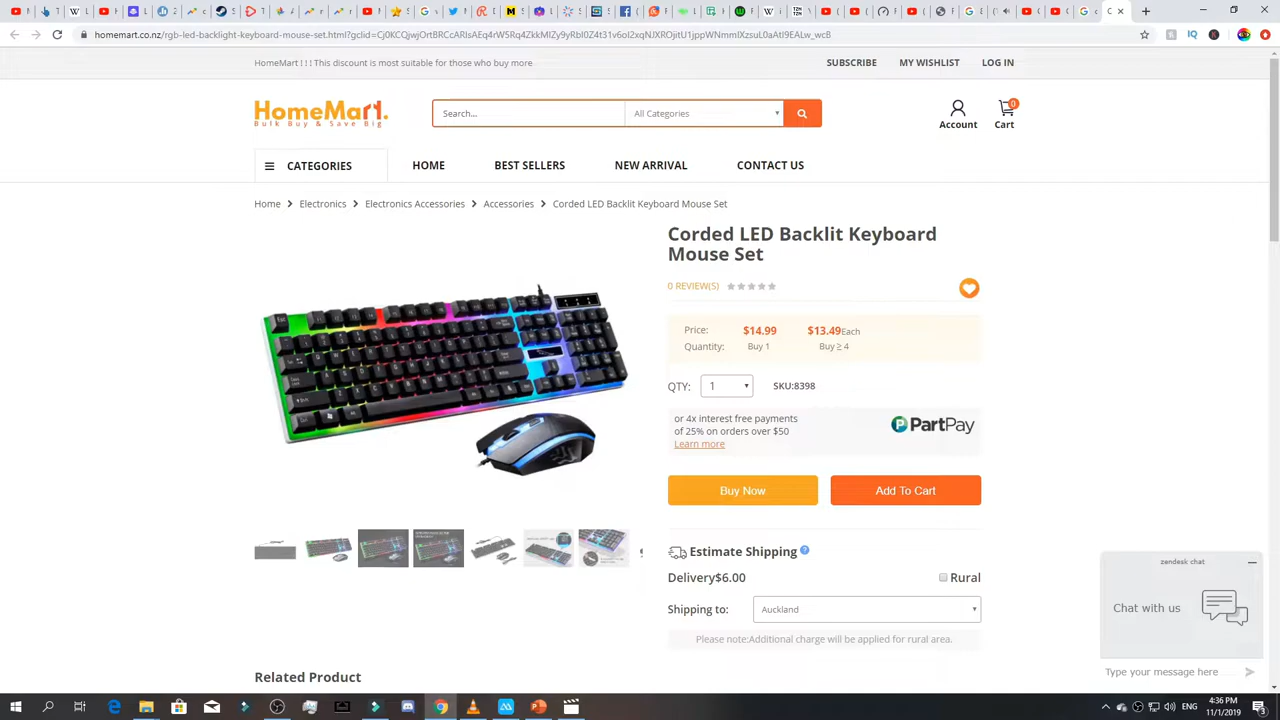 homemart.co.nz/rgb-led-backlight-keyboard-mouse-set.html?gclid=Cj0KCQjwjOrtBRCcARIsAEq4rW5Rq4ZkkMIZy9yRbI0Z4t31v6oI2xqNJXROjitU1jppWNmmlXzsuL0aAtI9EALw_wcB
HomeMart ! ! ! This discount is most suitable for those who buy more
SUBSCRIBE
MY WISHLIST
LOG IN
HomeMart.
Bulk Buy & Save Big
Search...
All Categories
0
Account
Cart
CATEGORIES
HOME
BEST SELLERS
NEW ARRIVAL
CONTACT US
Home
Electronics
Electronics Accessories
Accessories
Corded LED Backlit Keyboard Mouse Set
Corded LED Backlit Keyboard
Mouse Set
0 REVIEW(S)
Price:
$14.99
$13.49Each
Quantity:
Buy 1
Buy ≥ 4
QTY:
1
SKU:8398
or 4x interest free payments
of 25% on orders over $50
Learn more
PartPay
Buy Now
Add To Cart
Estimate Shipping
?
Delivery$6.00
Rural
Shipping to:
Auckland
Please note:Additional charge will be applied for rural area.
zendesk chat
Chat with us
Type your message here
Related Product
ENG
4:36 PM
11/1/2019